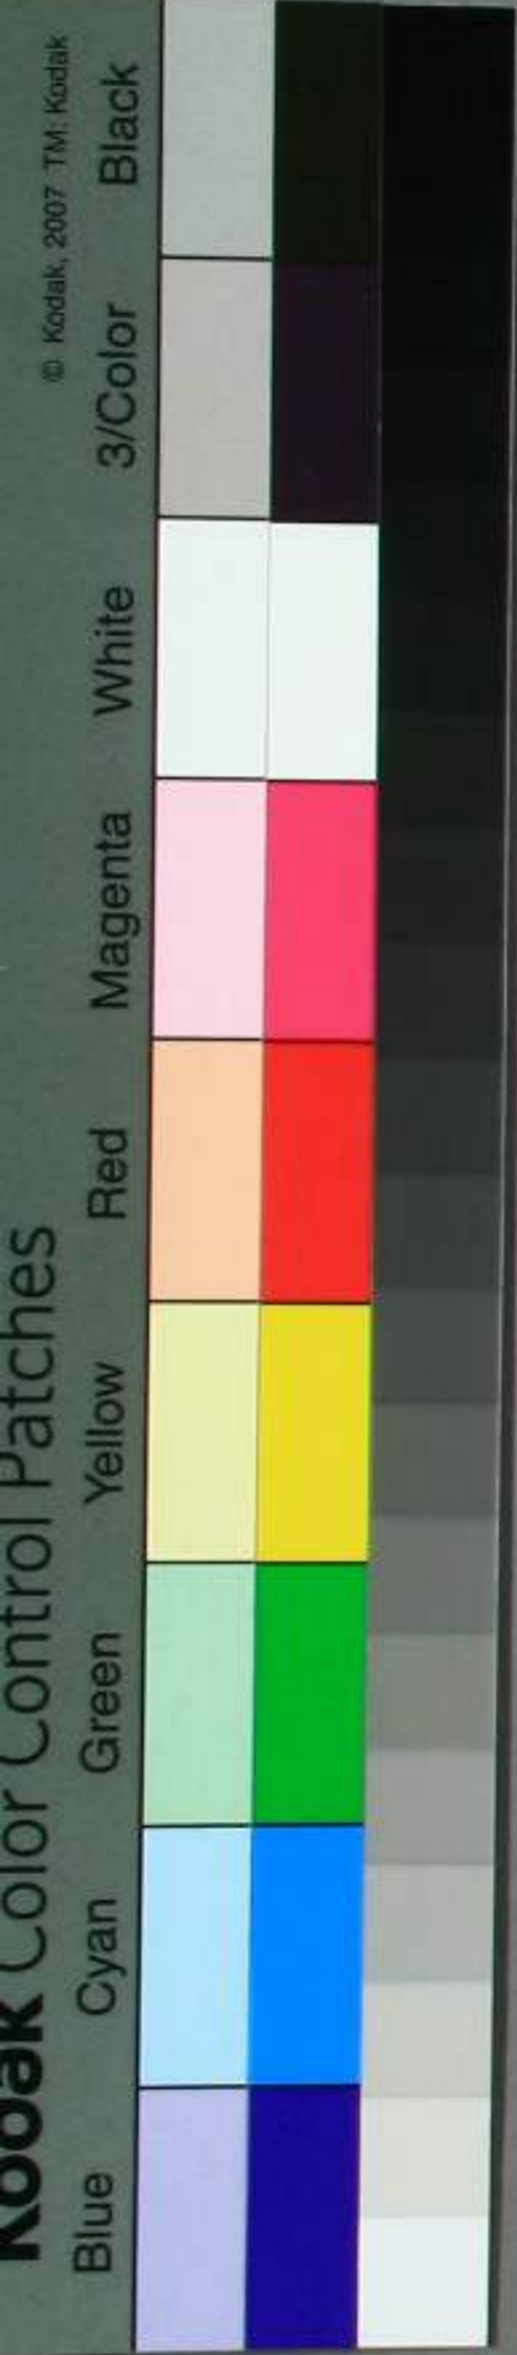 Kodak Color Control Patches
© Kodak, 2007 TM: Kodak
Blue Cyan Green Yellow Red Magenta White 3/Color Black